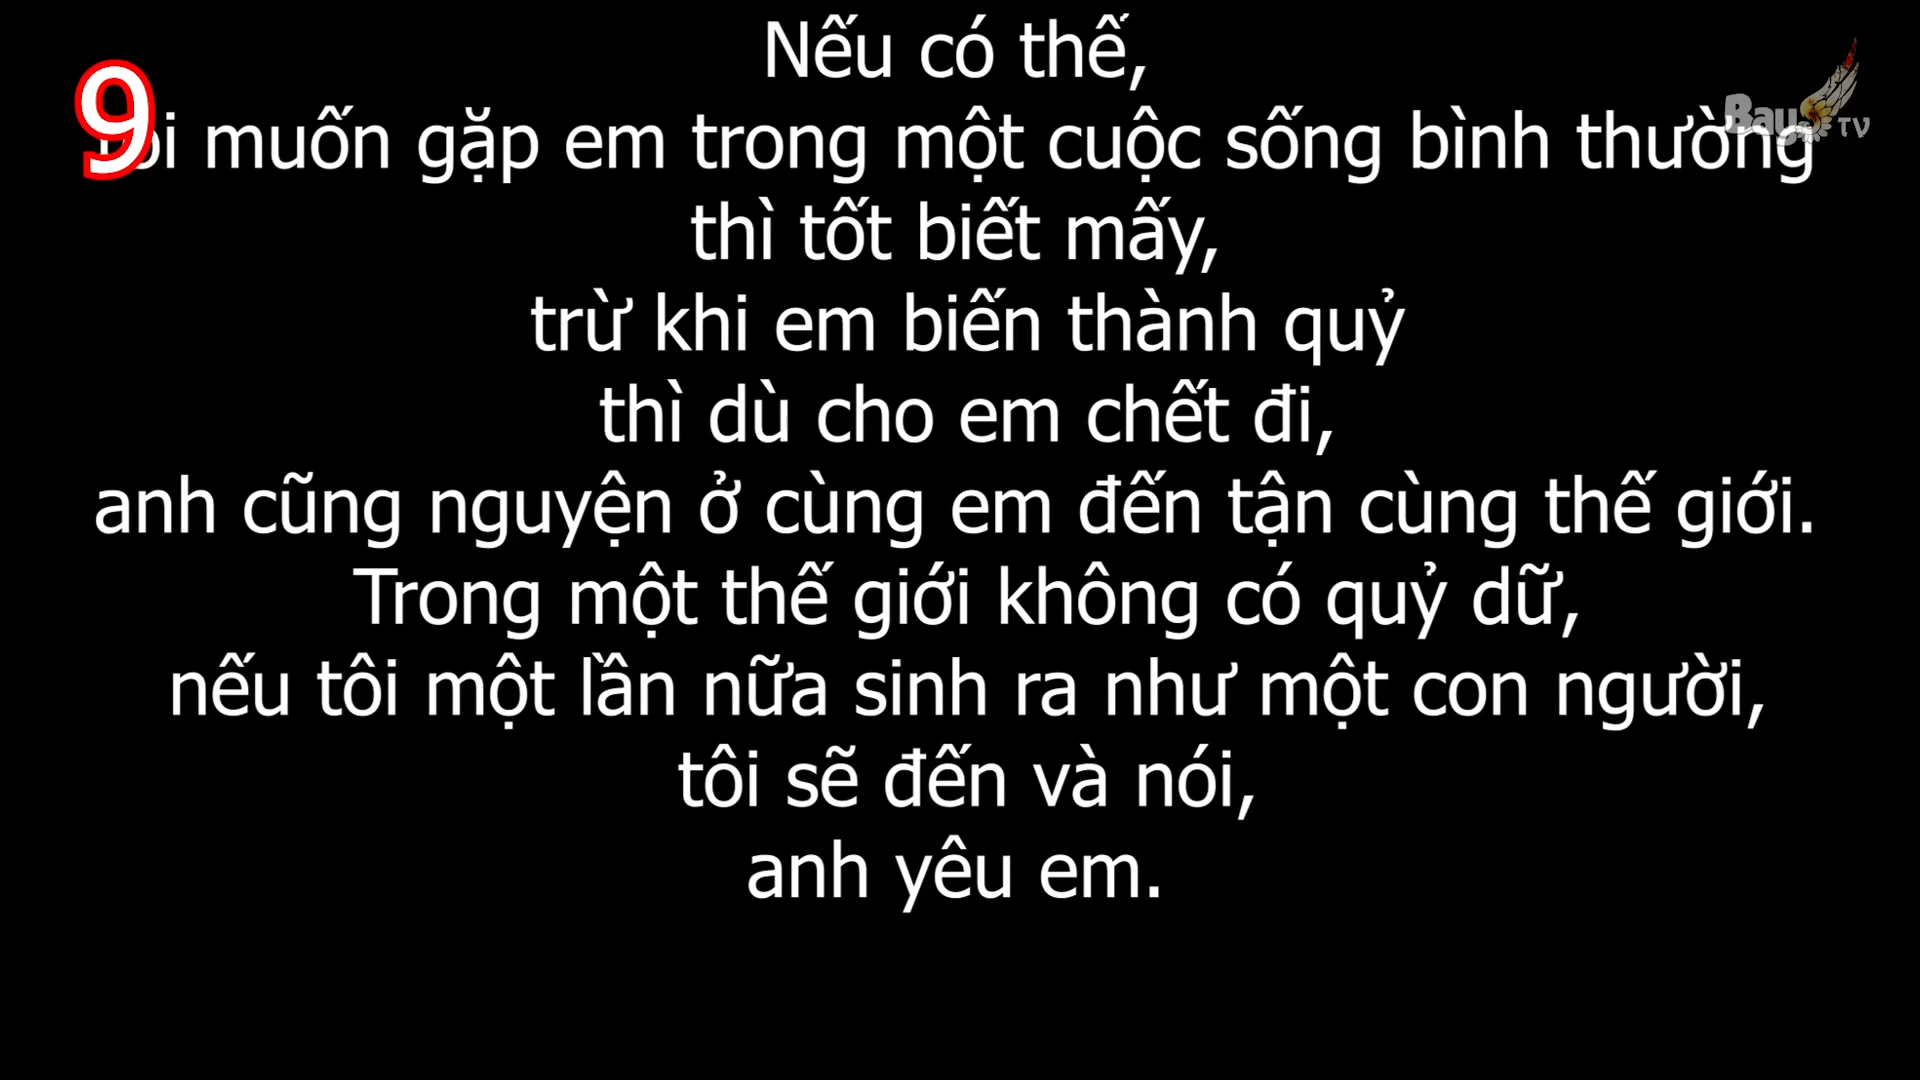 Nếu có thể,
9
muốn gặp em trong một cuộc sống bình thường
Bay TV
thì tốt biết mấy,
trừ khi em biến thành quỷ
thì dù cho em chết đi,
anh cũng nguyện ở cùng em đến tận cùng thế giới.
Trong một thế giới không có quỷ dữ,
nếu tôi một lần nữa sinh ra như một con người,
tôi sẽ đến và nói,
anh yêu em.